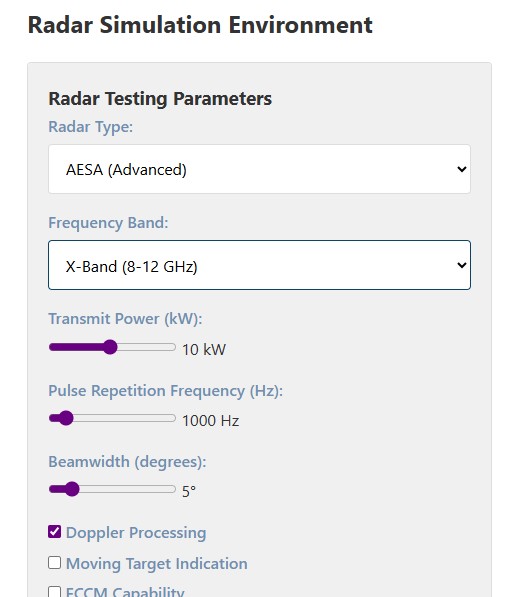 Radar Simulation Environment
Radar Testing Parameters
Radar Type:
AESA (Advanced)
Frequency Band:
X-Band (8-12 GHz)
Transmit Power (kW):
10 kW
Pulse Repetition Frequency (Hz):
1000 Hz
Beamwidth (degrees):
5°
Doppler Processing
Moving Target Indication
ECCM Capability